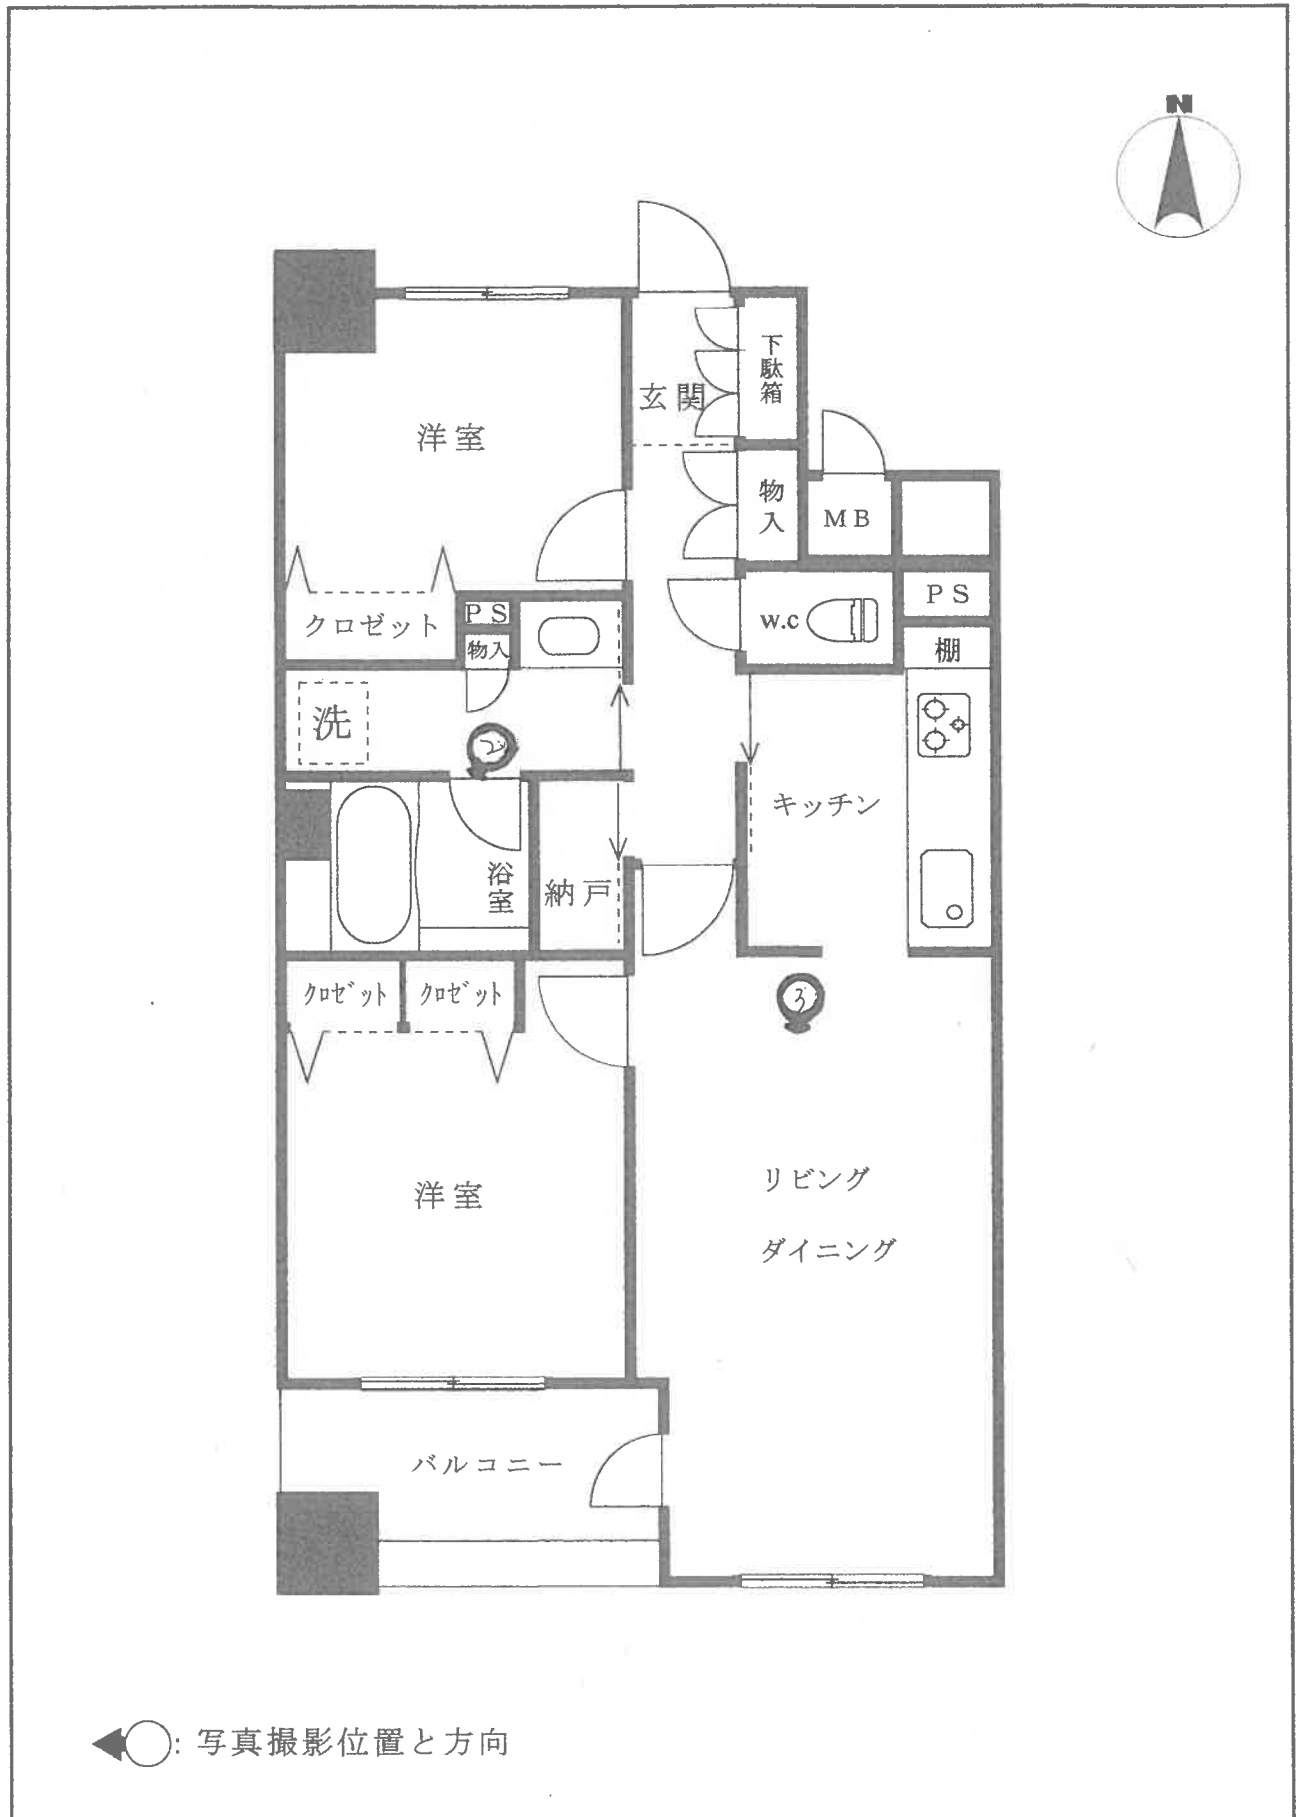 N
下駄箱
玄関
洋室
物入
MB
PS
クロゼット
PS
w.c
棚
物入
洗
2
キッチン
浴室
納戸
クロゼット
クロゼット
3
リビング
ダイニング
洋室
バルコニー
: 写真撮影位置と方向